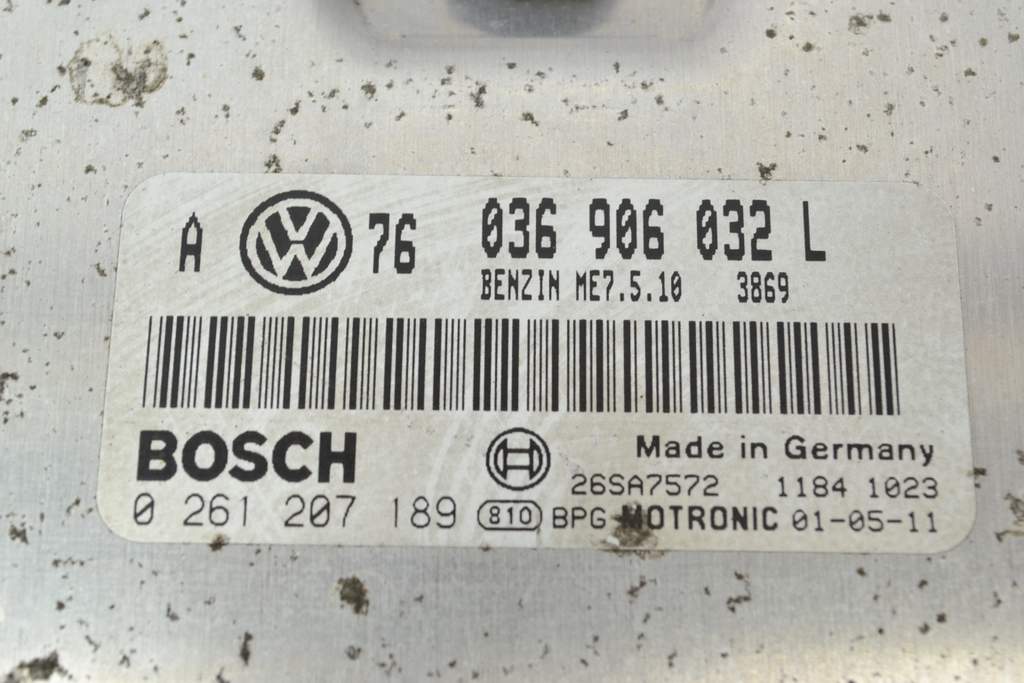 A VW 76 036 906 032 L
BENZIN ME7.5.10 3869
BOSCH Made in Germany
26SA7572 1184 1023
0 261 207 189 810 BPG MOTRONIC 01-05-11